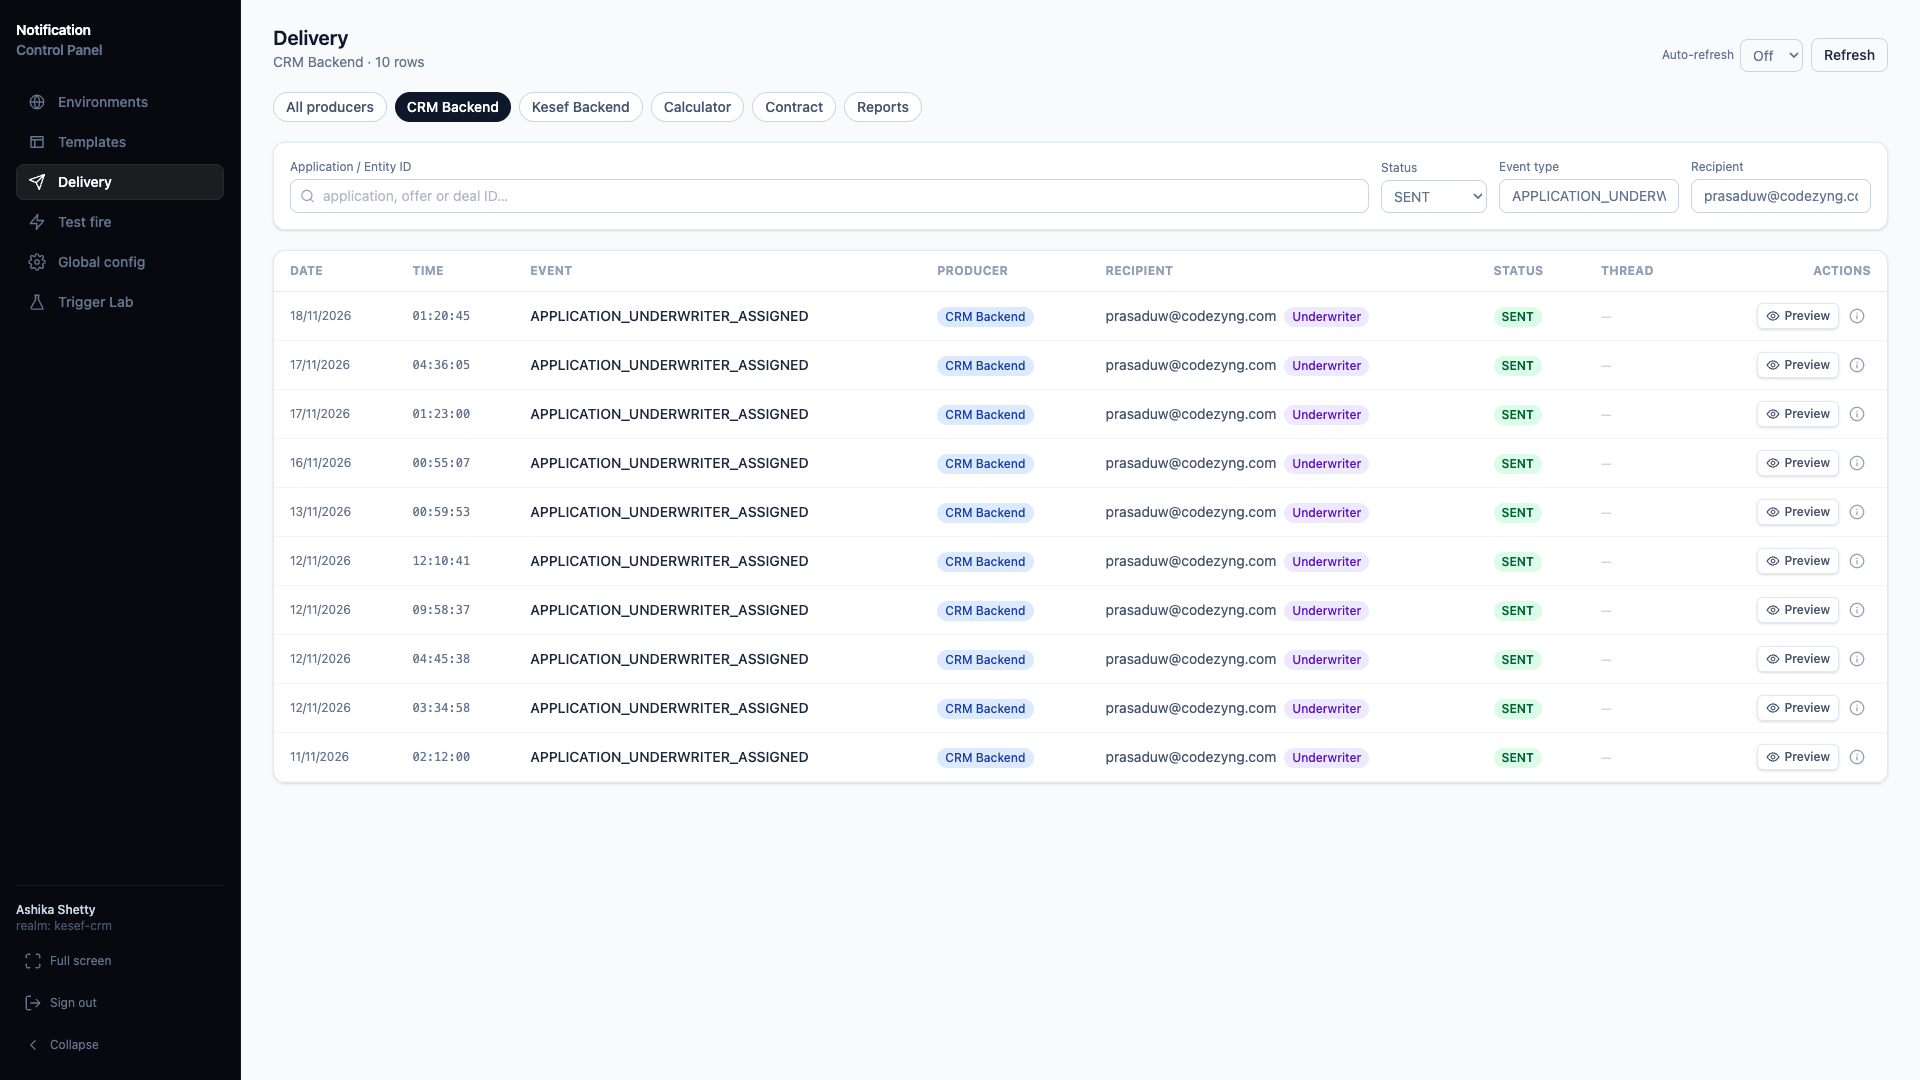 Notification
Control Panel
Environments
Templates
Delivery
Test fire
Global config
Trigger Lab
Ashika Shetty
realm: kesef-crm
Full screen
Sign out
Collapse
Delivery
CRM Backend · 10 rows
Auto-refresh Off Refresh
All producers CRM Backend Kesef Backend Calculator Contract Reports
Application / Entity ID Status Event type Recipient
application, offer or deal ID... SENT APPLICATION_UNDERW prasaduw@codezyng.cc
DATE TIME EVENT PRODUCER RECIPIENT STATUS THREAD ACTIONS
18/11/2026 01:20:45 APPLICATION_UNDERWRITER_ASSIGNED CRM Backend prasaduw@codezyng.com Underwriter SENT — Preview
17/11/2026 04:36:05 APPLICATION_UNDERWRITER_ASSIGNED CRM Backend prasaduw@codezyng.com Underwriter SENT — Preview
17/11/2026 01:23:00 APPLICATION_UNDERWRITER_ASSIGNED CRM Backend prasaduw@codezyng.com Underwriter SENT — Preview
16/11/2026 00:55:07 APPLICATION_UNDERWRITER_ASSIGNED CRM Backend prasaduw@codezyng.com Underwriter SENT — Preview
13/11/2026 00:59:53 APPLICATION_UNDERWRITER_ASSIGNED CRM Backend prasaduw@codezyng.com Underwriter SENT — Preview
12/11/2026 12:10:41 APPLICATION_UNDERWRITER_ASSIGNED CRM Backend prasaduw@codezyng.com Underwriter SENT — Preview
12/11/2026 09:58:37 APPLICATION_UNDERWRITER_ASSIGNED CRM Backend prasaduw@codezyng.com Underwriter SENT — Preview
12/11/2026 04:45:38 APPLICATION_UNDERWRITER_ASSIGNED CRM Backend prasaduw@codezyng.com Underwriter SENT — Preview
12/11/2026 03:34:58 APPLICATION_UNDERWRITER_ASSIGNED CRM Backend prasaduw@codezyng.com Underwriter SENT — Preview
11/11/2026 02:12:00 APPLICATION_UNDERWRITER_ASSIGNED CRM Backend prasaduw@codezyng.com Underwriter SENT — Preview